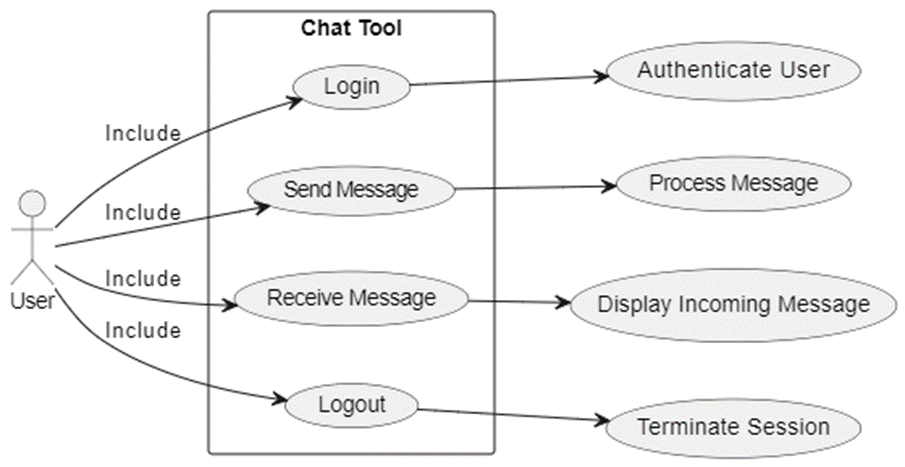 Chat Tool
Login
Authenticate User
Include
Send Message
Process Message
Include
User
Include
Receive Message
Display Incoming Message
Include
Logout
Terminate Session